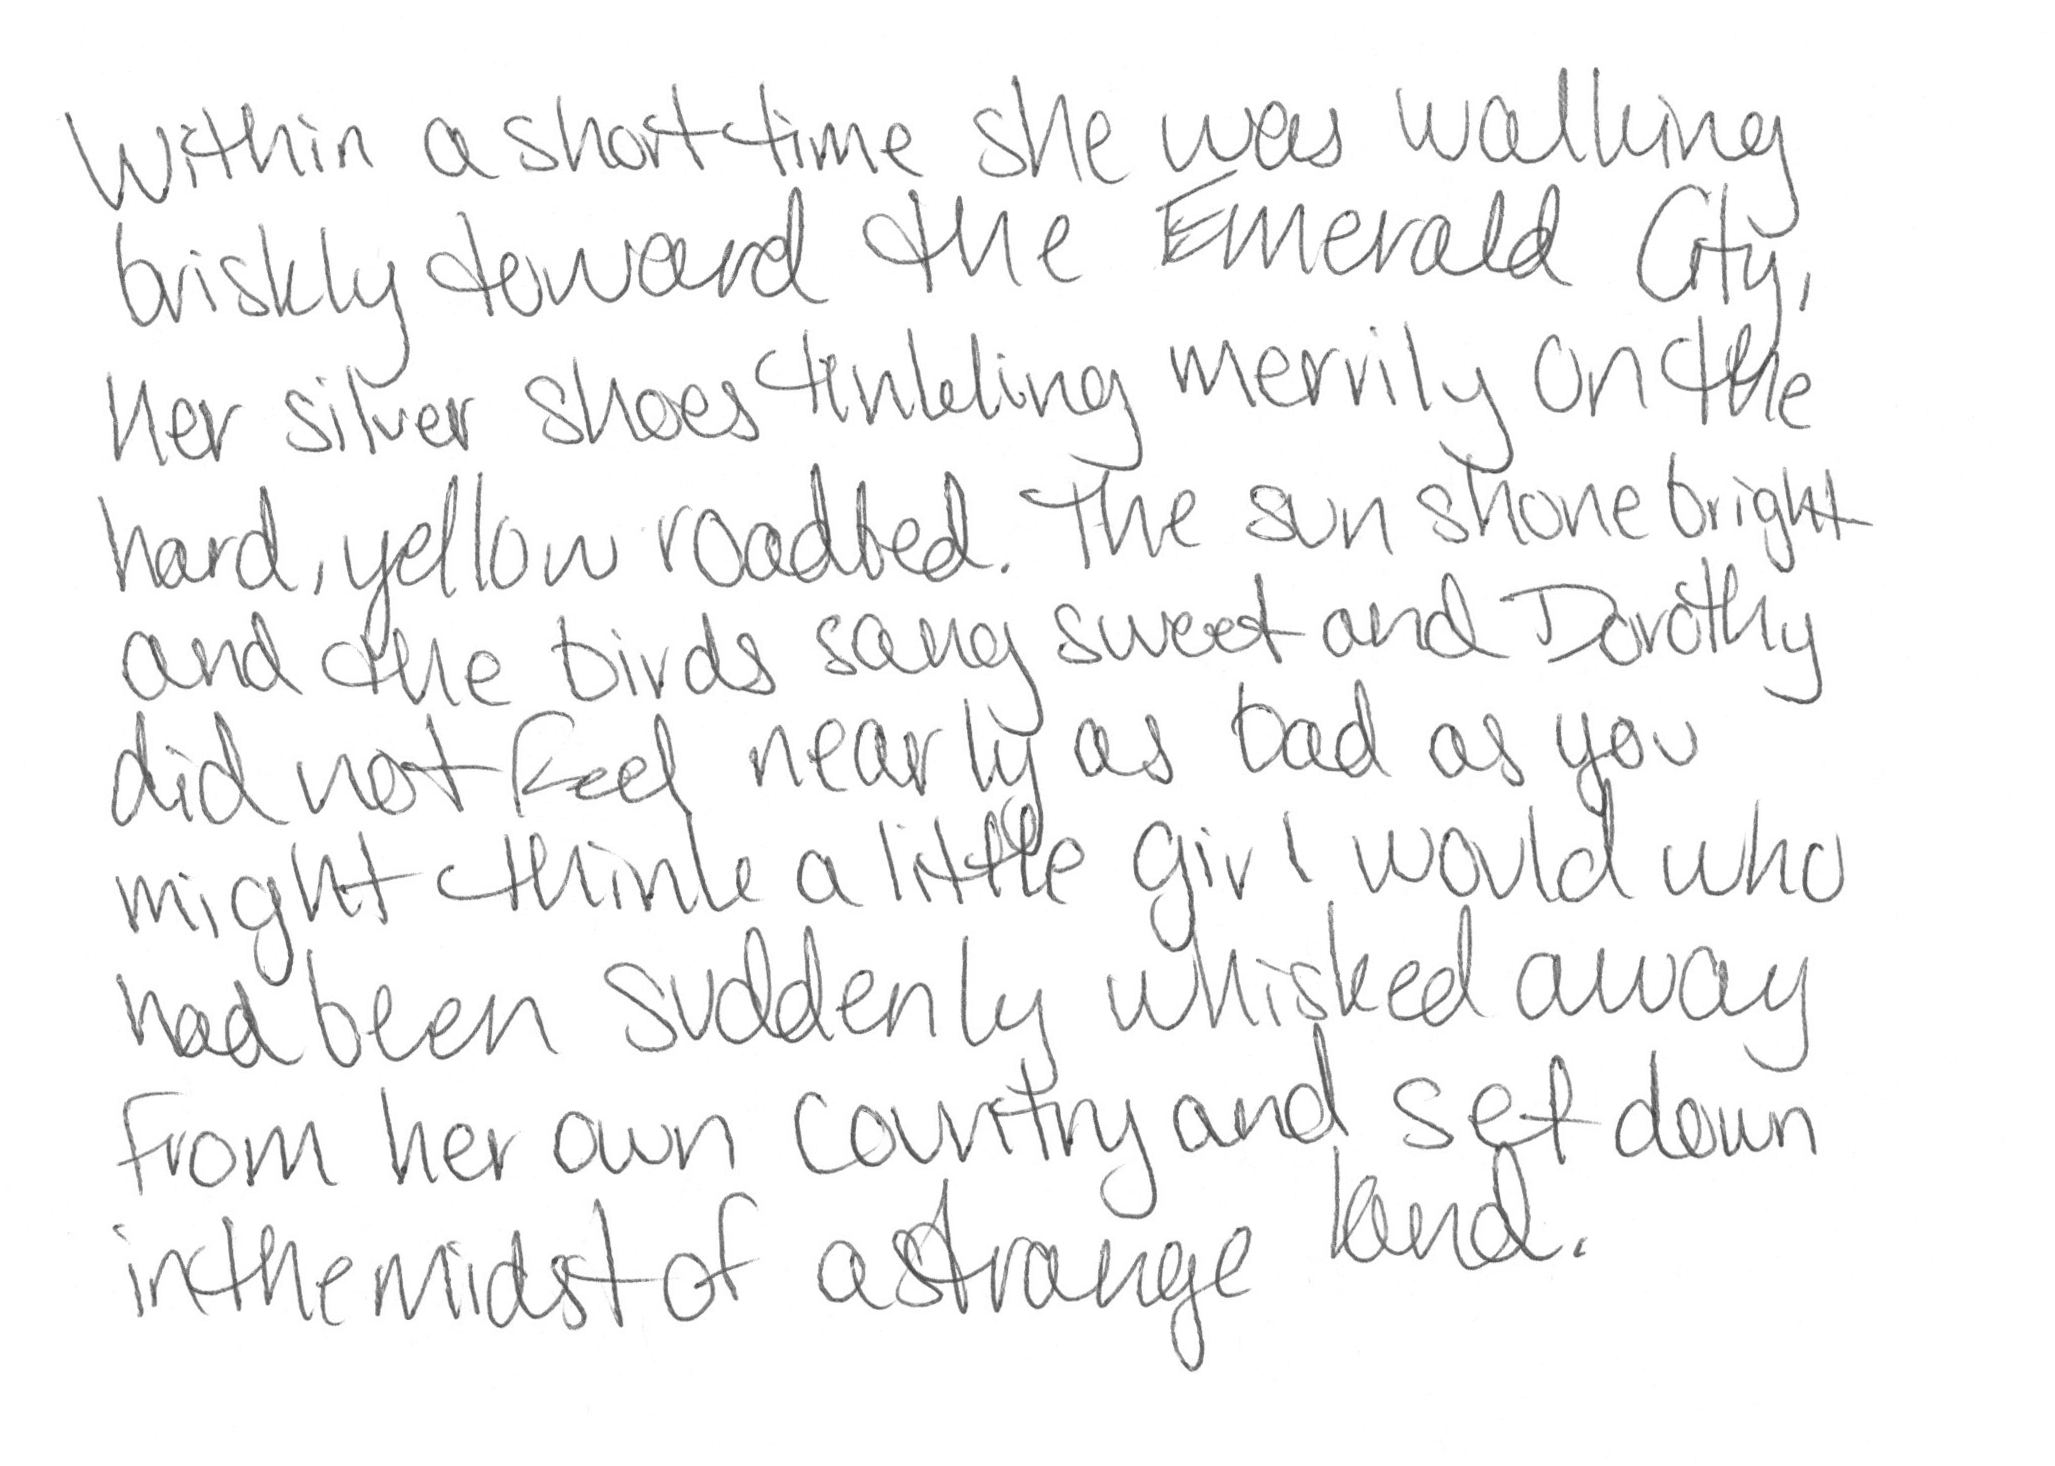 Within a short time she was walking
briskly toward the Emerald City,
her silver shoes tinkling merrily on the
hard, yellow roadbed. The sun shone bright
and the birds sang sweet and Dorothy
did not feel nearly as bad as you
might think a little girl would who
had been suddenly whisked away
from her own country and set down
in the midst of a strange land.